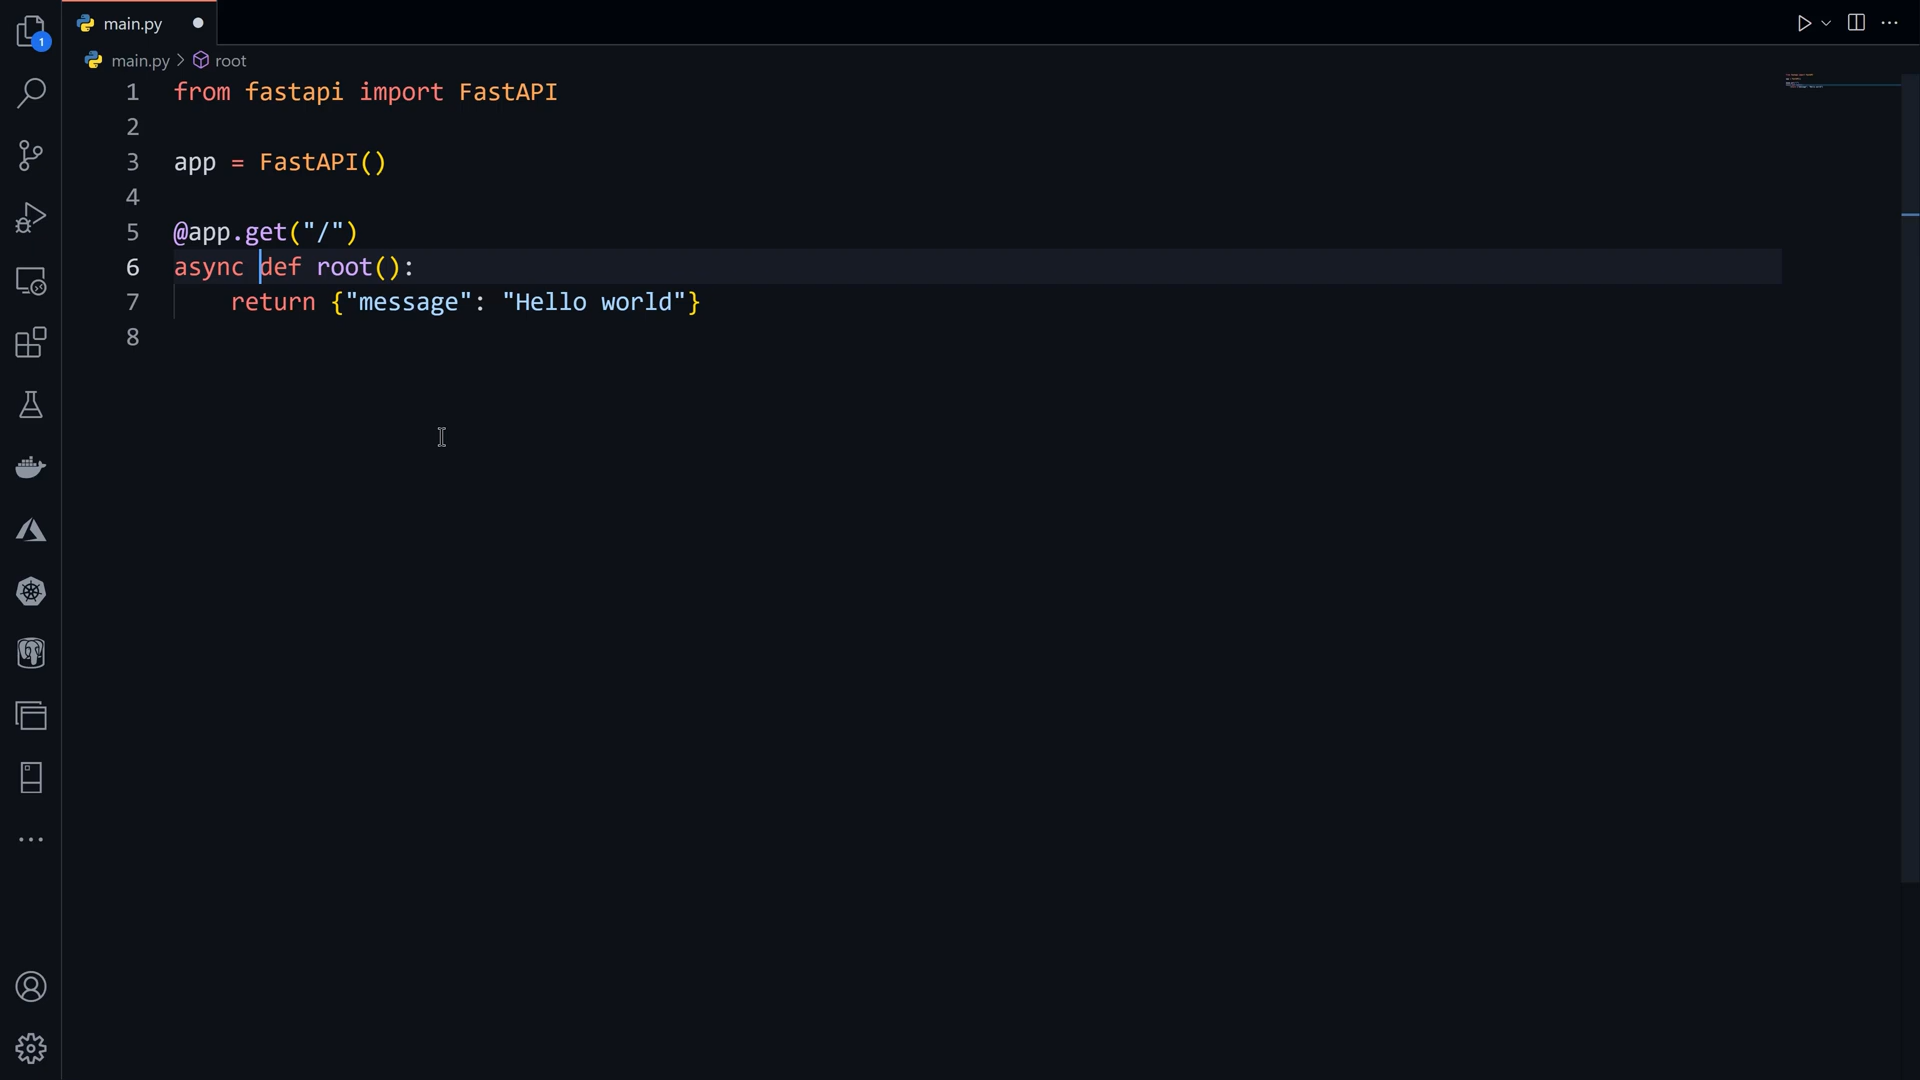 main.py
main.py > root
1 from fastapi import FastAPI
2
3 app = FastAPI()
4
5 @app.get("/")
6 async def root():
7     return {"message": "Hello world"}
8
1